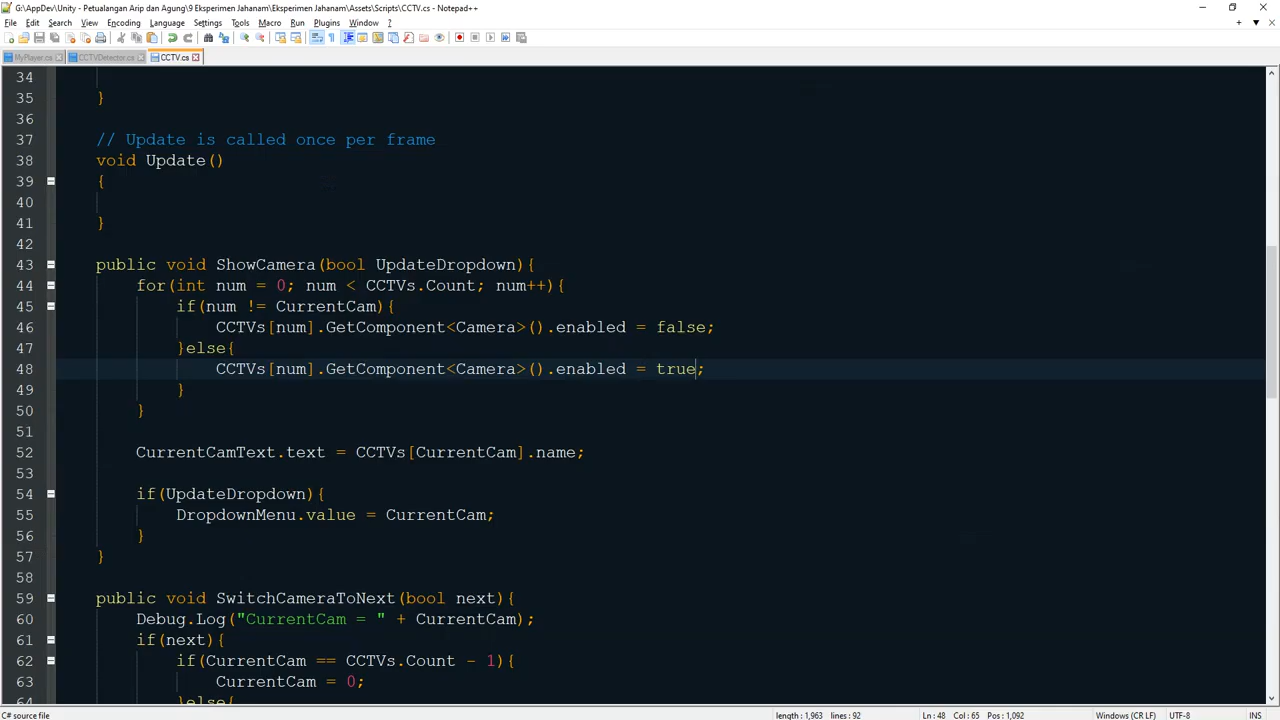 G:\AppDev\Unity - Petualangan Arip dan Agung\9 Eksperimen Jahanam\Eksperimen Jahanam\Assets\Scripts\CCTV.cs - Notepad++
File Edit Search View Encoding Language Settings Tools Macro Run Plugins Window ?
MyPlayer.cs CCTVDetector.cs CCTV.cs
34
35 }
36
37 // Update is called once per frame
38 void Update()
39 {
40
41 }
42
43 public void ShowCamera(bool UpdateDropdown){
44 for(int num = 0; num < CCTVs.Count; num++){
45 if(num != CurrentCam){
46 CCTVs[num].GetComponent<Camera>().enabled = false;
47 }else{
48 CCTVs[num].GetComponent<Camera>().enabled = true;
49 }
50 }
51
52 CurrentCamText.text = CCTVs[CurrentCam].name;
53
54 if(UpdateDropdown){
55 DropdownMenu.value = CurrentCam;
56 }
57 }
58
59 public void SwitchCameraToNext(bool next){
60 Debug.Log("CurrentCam = " + CurrentCam);
61 if(next){
62 if(CurrentCam == CCTVs.Count - 1){
63 CurrentCam = 0;
64 }else{
C# source file length : 1,963 lines : 92 Ln : 48 Col : 65 Pos : 1,092 Windows (CR LF) UTF-8 INS